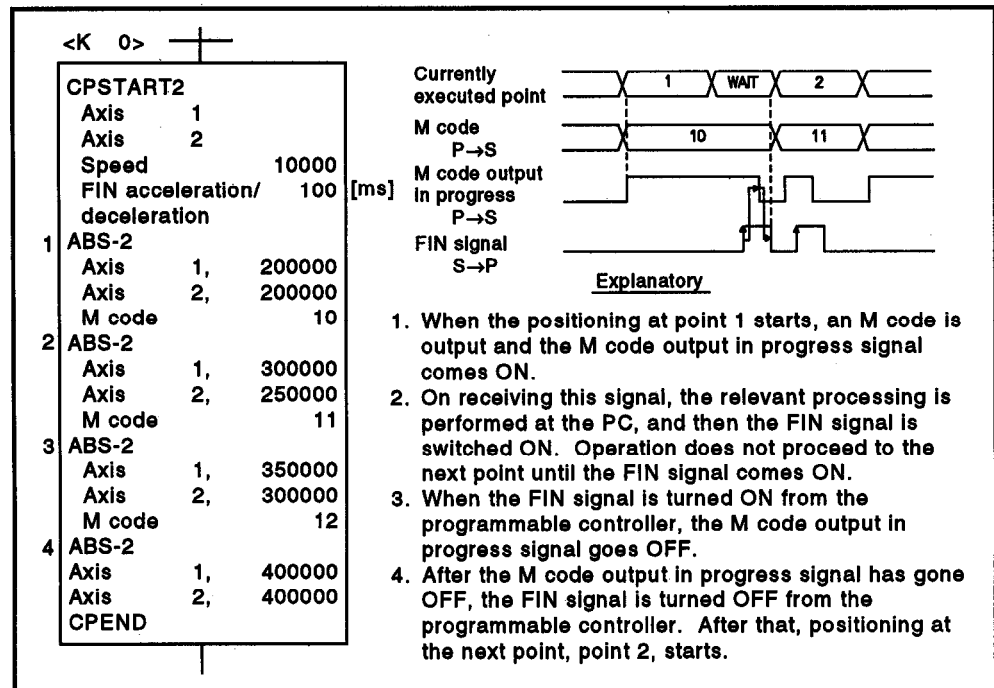 <K 0>
CPSTART2
Axis 1
Axis 2
Speed 10000
FIN acceleration/ 100 [ms]
deceleration
1 ABS-2
Axis 1, 200000
Axis 2, 200000
M code 10
2 ABS-2
Axis 1, 300000
Axis 2, 250000
M code 11
3 ABS-2
Axis 1, 350000
Axis 2, 300000
M code 12
4 ABS-2
Axis 1, 400000
Axis 2, 400000
CPEND
Currently
executed point
1 WAIT 2
M code
P→S
10 11
M code output
in progress
P→S
FIN signal
S→P
Explanatory
1. When the positioning at point 1 starts, an M code is
output and the M code output in progress signal
comes ON.
2. On receiving this signal, the relevant processing is
performed at the PC, and then the FIN signal is
switched ON. Operation does not proceed to the
next point until the FIN signal comes ON.
3. When the FIN signal is turned ON from the
programmable controller, the M code output in
progress signal goes OFF.
4. After the M code output in progress signal has gone
OFF, the FIN signal is turned OFF from the
programmable controller. After that, positioning at
the next point, point 2, starts.